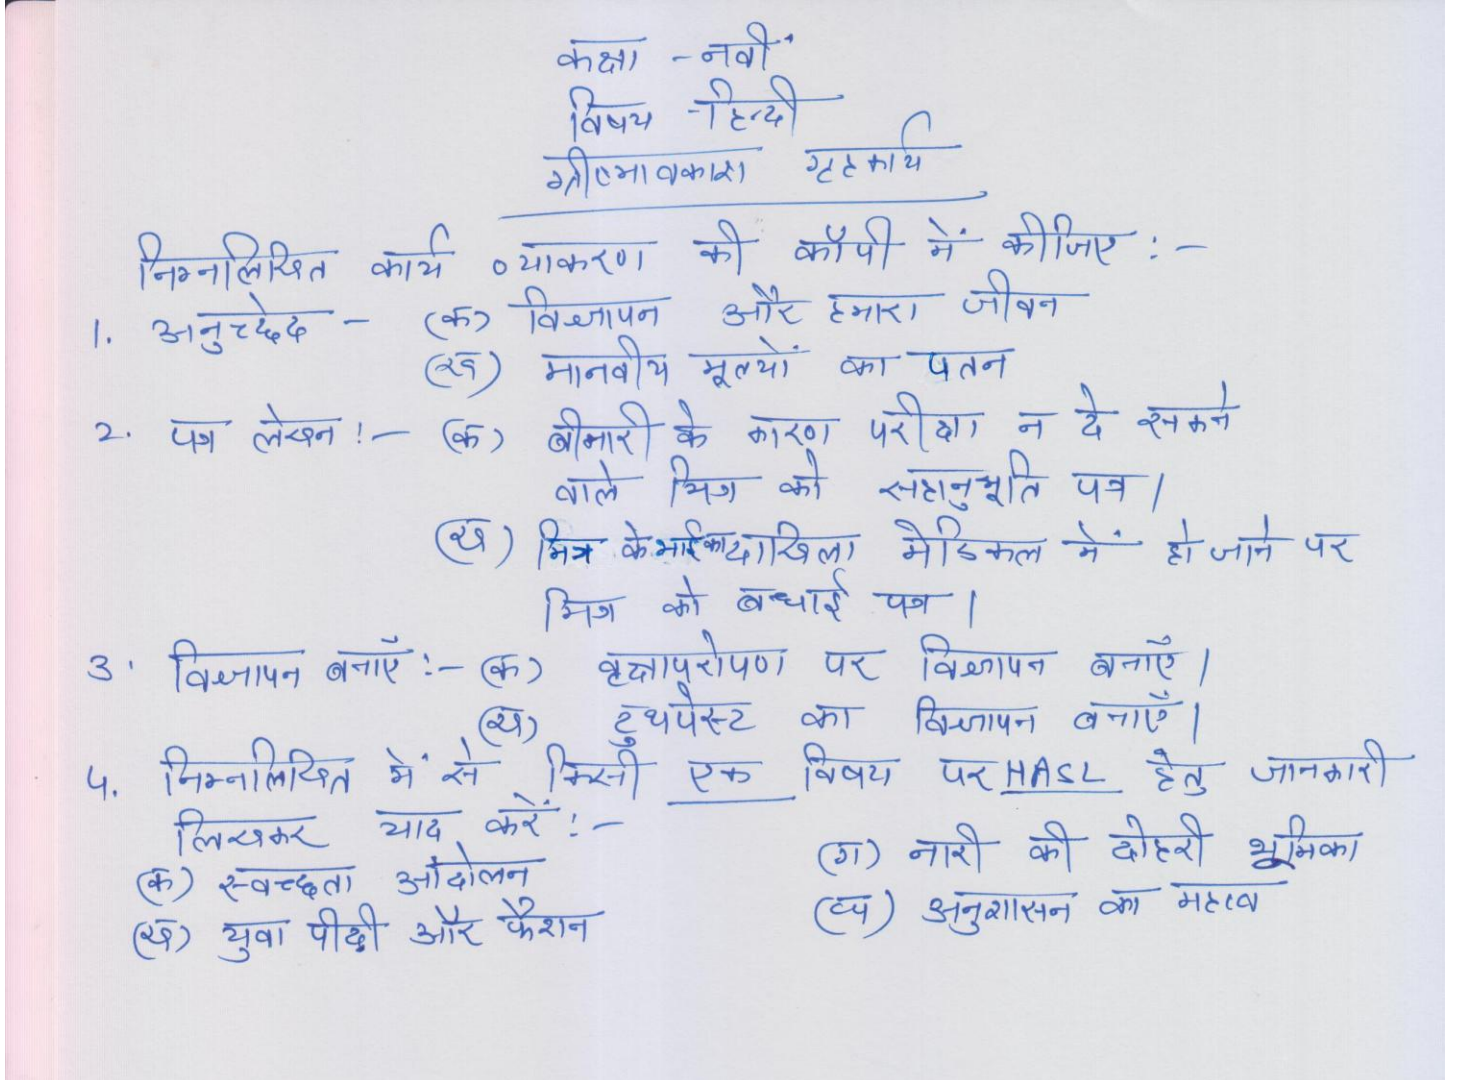 कक्षा - नवीं
विषय - हिन्दी
ग्रीष्मावकाश गृहकार्य
निम्नलिखित कार्य व्याकरण की कॉपी में कीजिए :-
1. अनुच्छेद - (क) विज्ञापन और हमारा जीवन
(ख) मानवीय मूल्यों का पतन
2. पत्र लेखन :- (क) बीमारी के कारण परीक्षा न दे सकने
वाले मित्र को सहानुभूति पत्र ।
(ख) मित्र के भाई का दाखिला मैडिकल में हो जाने पर
मित्र को बधाई पत्र ।
3. विज्ञापन बनाएँ :- (क) वृक्षापरोपण पर विज्ञापन बनाएँ ।
(ख) टुथपेस्ट का विज्ञापन बनाएँ ।
4. निम्नलिखित में से किसी एक विषय पर HASL हेतु जानकारी
लिखकर याद करें :-
(क) स्वच्छता आंदोलन (ग) नारी की दोहरी भूमिका
(ख) युवा पीढ़ी और फैशन (घ) अनुशासन का महत्व